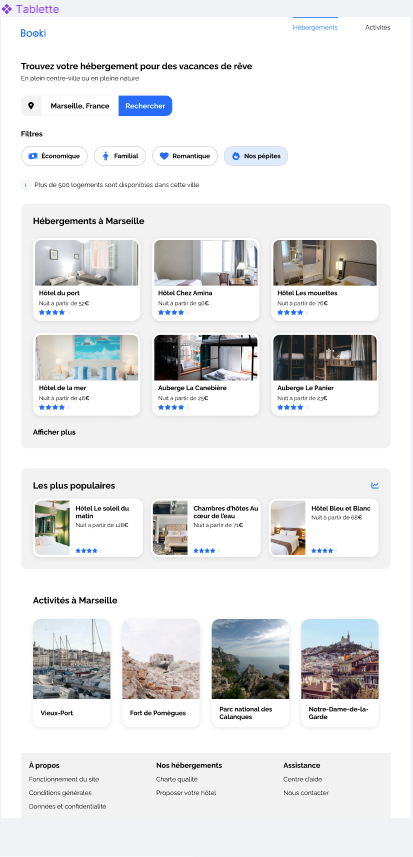 Tablette
Booki
Hébergements Activités
Trouvez votre hébergement pour des vacances de rêve
En plein centre-ville ou en pleine nature
Marseille, France Rechercher
Filtres
Économique Familial Romantique Nos pépites
i Plus de 500 logements sont disponibles dans cette ville
Hébergements à Marseille
Hôtel du port Hôtel Chez Amina Hôtel Les mouettes
Nuit à partir de 52€ Nuit à partir de 96€ Nuit à partir de 76€
Hôtel de la mer Auberge La Canebière Auberge Le Panier
Nuit à partir de 46€ Nuit à partir de 25€ Nuit à partir de 23€
Afficher plus
Les plus populaires
Hôtel Le soleil du
matin
Nuit à partir de 128€
Chambres d'hôtes Au
cœur de l'eau
Nuit à partir de 71€
Hôtel Bleu et Blanc
Nuit à partir de 68€
Activités à Marseille
Vieux-Port
Fort de Pomègues
Parc national des
Calanques
Notre-Dame-de-la-
Garde
À propos
Fonctionnement du site
Conditions générales
Données et confidentialité
Nos hébergements
Charte qualité
Proposer votre hôtel
Assistance
Centre d'aide
Nous contacter